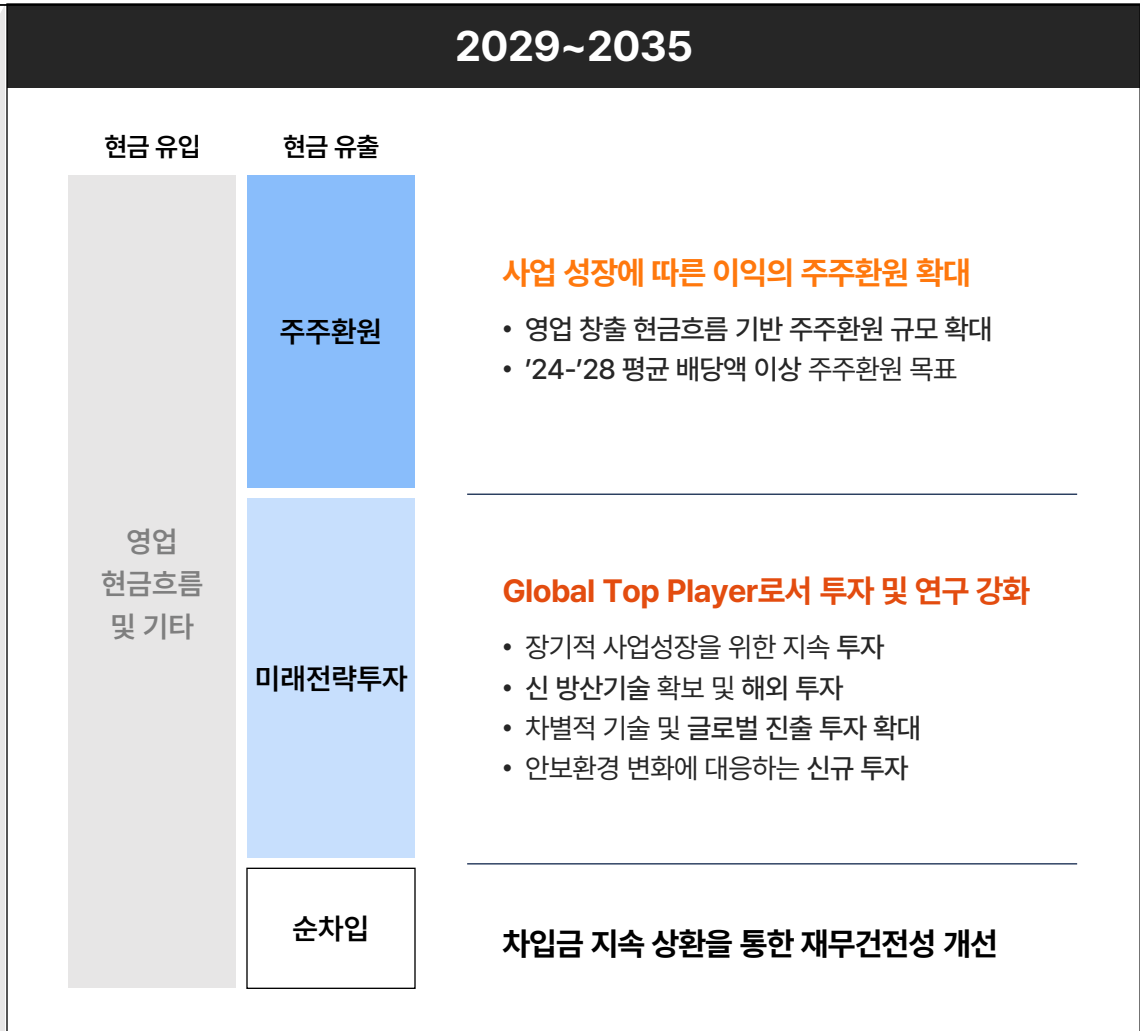 2029~2035
현금 유입
현금 유출
영업
현금흐름
및 기타
주주환원
사업 성장에 따른 이익의 주주환원 확대
• 영업 창출 현금흐름 기반 주주환원 규모 확대
• ’24-’28 평균 배당액 이상 주주환원 목표
미래전략투자
Global Top Player로서 투자 및 연구 강화
• 장기적 사업성장을 위한 지속 투자
• 신 방산기술 확보 및 해외 투자
• 차별적 기술 및 글로벌 진출 투자 확대
• 안보환경 변화에 대응하는 신규 투자
순차입
차입금 지속 상환을 통한 재무건전성 개선